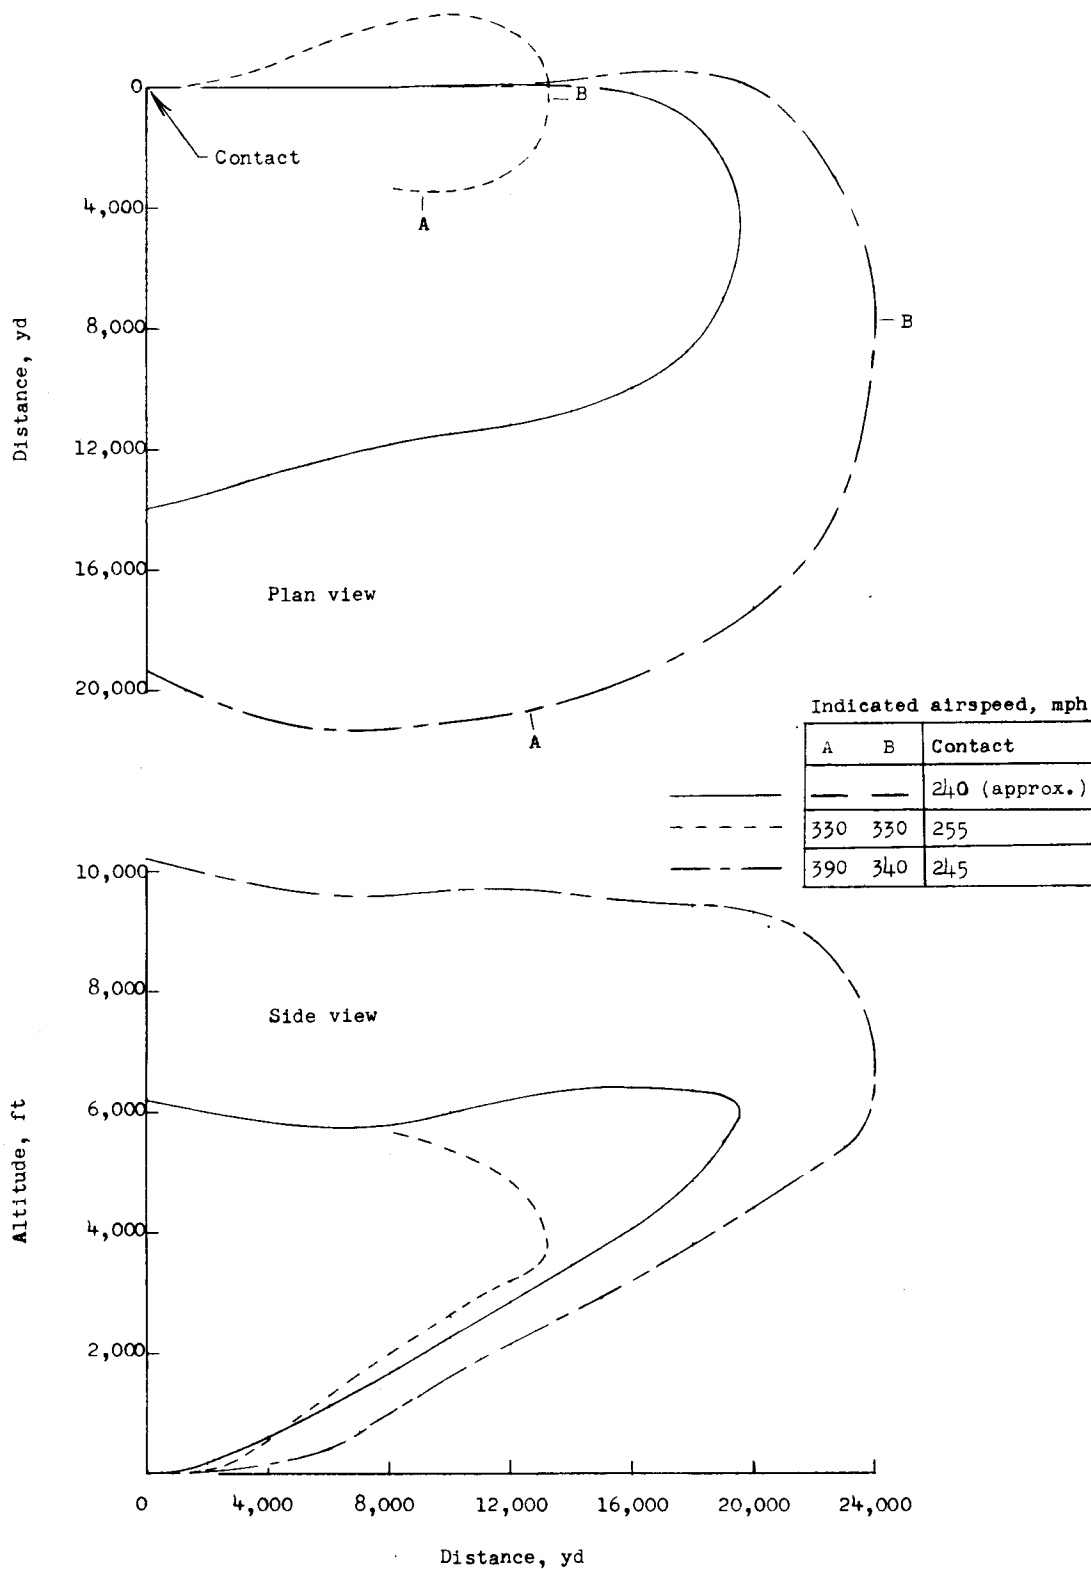 0
B
Contact
4,000
A
8,000
B
Distance, yd
12,000
16,000
Plan view
20,000
A
Indicated airspeed, mph
A B Contact
— — 240 (approx.)
330 330 255
390 340 245
10,000
8,000
Side view
6,000
Altitude, ft
4,000
2,000
0 4,000 8,000 12,000 16,000 20,000 24,000
Distance, yd